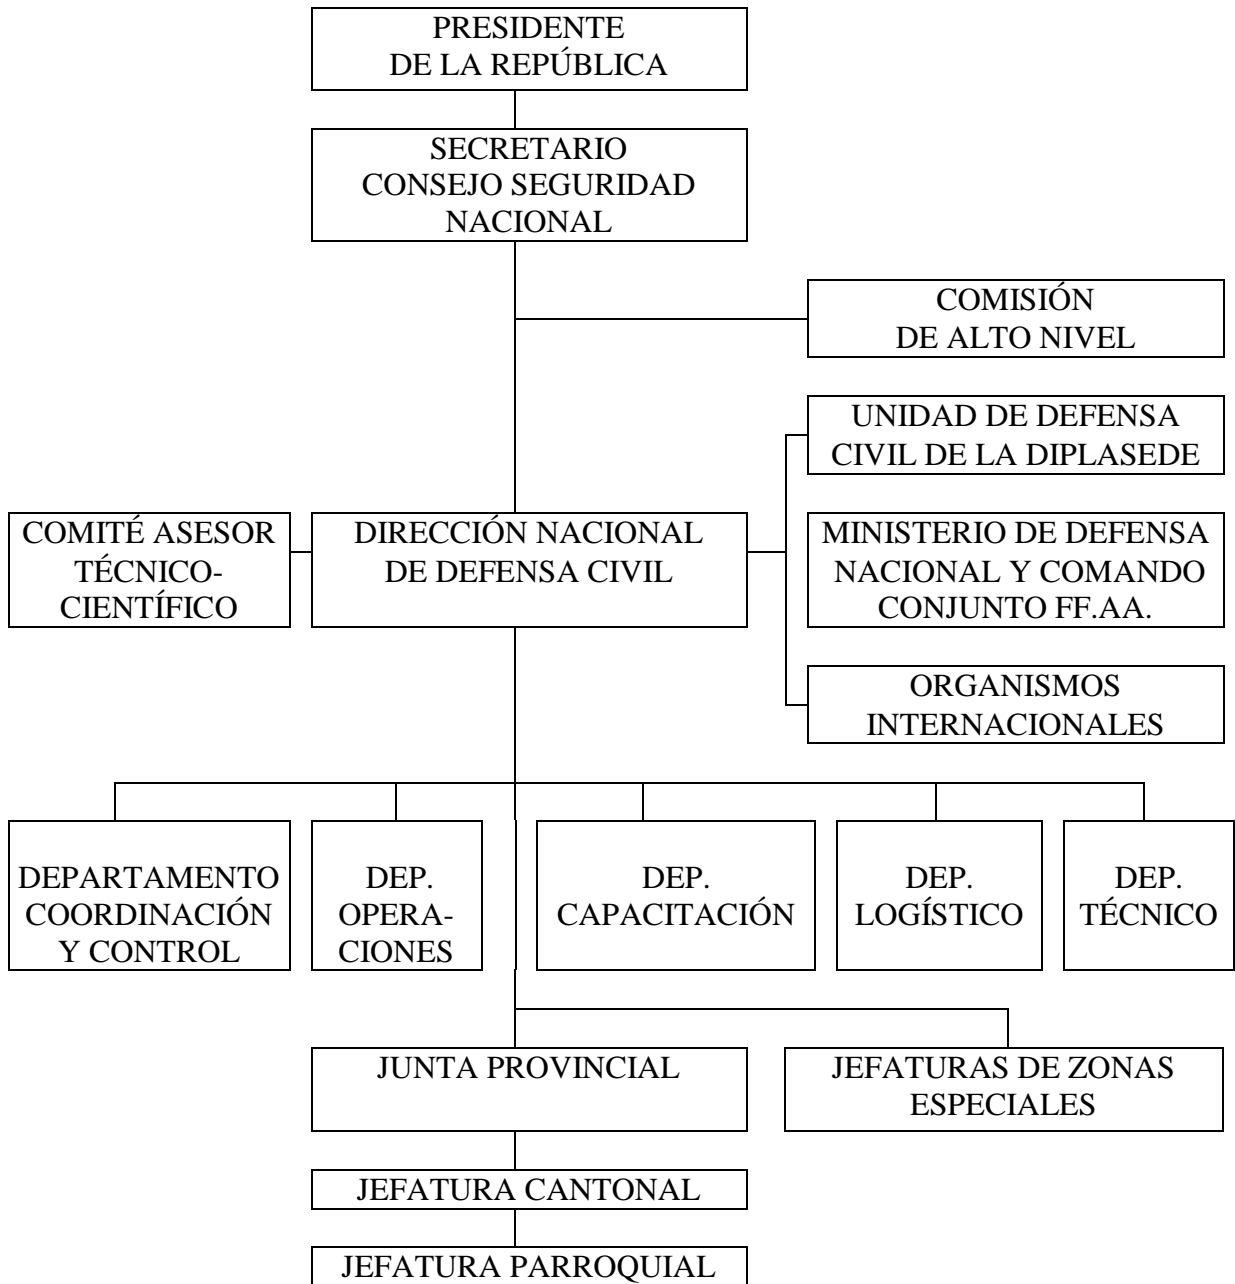 PRESIDENTE
DE LA REPÚBLICA
SECRETARIO
CONSEJO SEGURIDAD
NACIONAL
COMISIÓN
DE ALTO NIVEL
UNIDAD DE DEFENSA
CIVIL DE LA DIPLASEDE
COMITÉ ASESOR
TÉCNICO-
CIENTÍFICO
DIRECCIÓN NACIONAL
DE DEFENSA CIVIL
MINISTERIO DE DEFENSA
NACIONAL Y COMANDO
CONJUNTO FF.AA.
ORGANISMOS
INTERNACIONALES
DEPARTAMENTO
COORDINACIÓN
Y CONTROL
DEP.
OPERA-
CIONES
DEP.
CAPACITACIÓN
DEP.
LOGÍSTICO
DEP.
TÉCNICO
JUNTA PROVINCIAL
JEFATURAS DE ZONAS
ESPECIALES
JEFATURA CANTONAL
JEFATURA PARROQUIAL